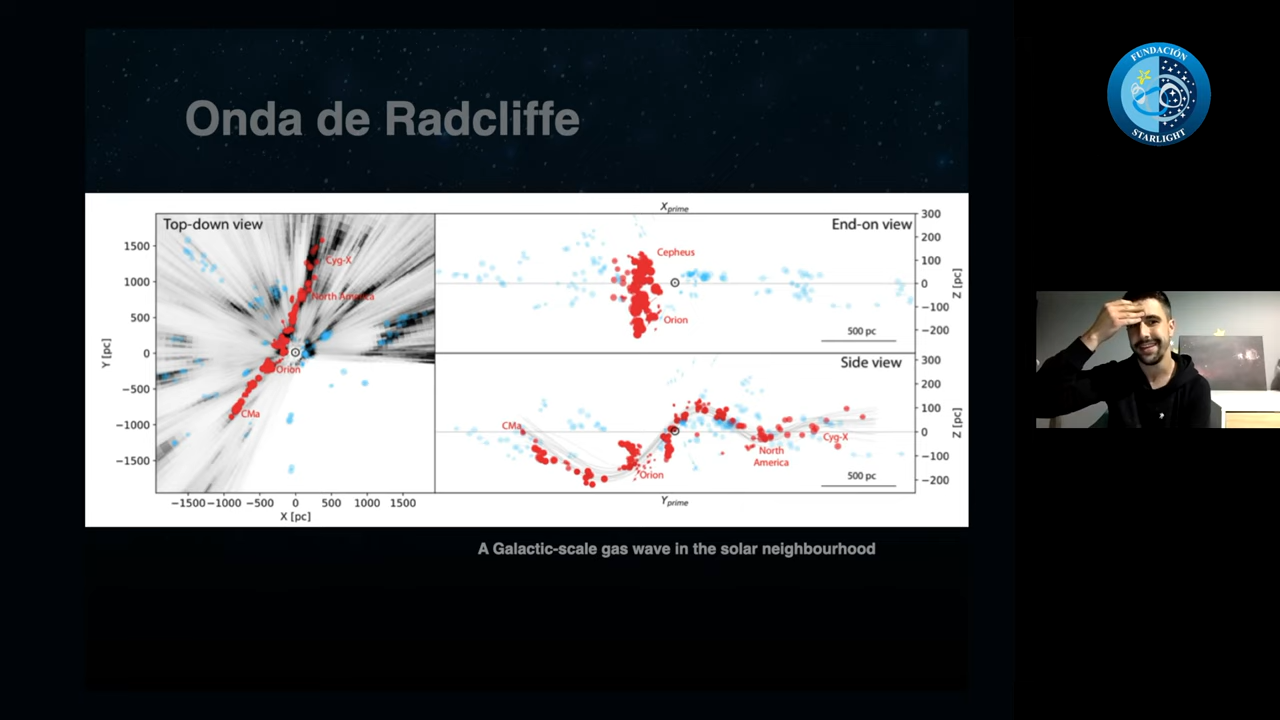 FUNDACIÓN
STARLIGHT
Onda de Radcliffe
Top-down view
1500
1000
500
0
−500
−1000
−1500
Y [pc]
Cyg-X
North America
Orion
CMa
−1500 −1000 −500 0 500 1000 1500
X [pc]
Xprime
End-on view
Cepheus
Orion
500 pc
300
200
100
0
−100
−200
Z [pc]
Side view
CMa
Orion
North
America
Cyg-X
500 pc
300
200
100
0
−100
−200
Z [pc]
Yprime
A Galactic-scale gas wave in the solar neighbourhood